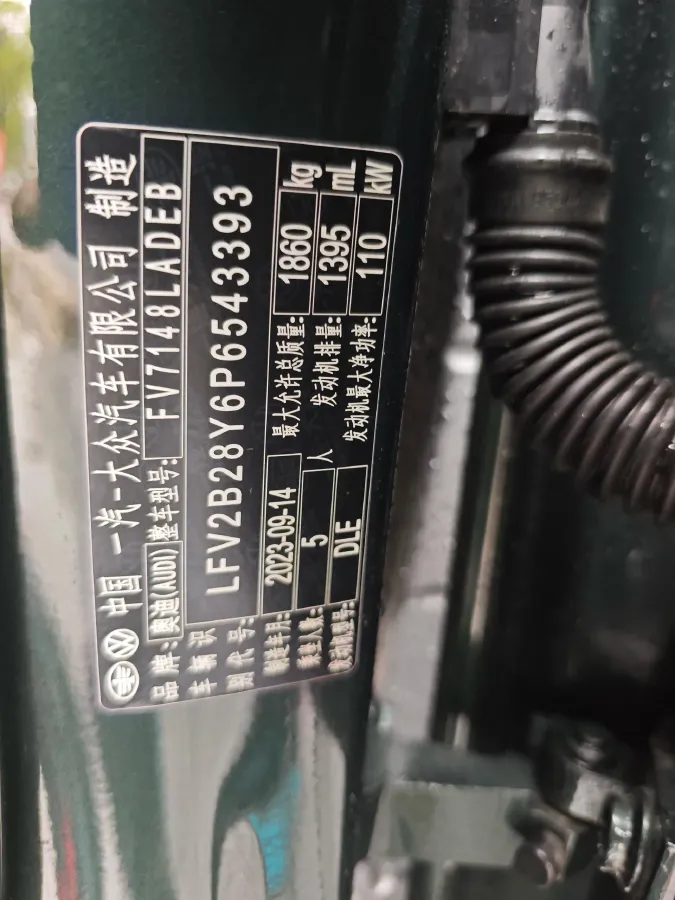 中国 一汽-大众汽车有限公司 制造
品牌: 奥迪(AUDI) 整车型号: FV7148LADEB
车辆识别代号: LFV2B28Y6P6543393
制造年月: 2023-09-14 最大允许总质量: 1860 kg
乘坐人数: 5 人 发动机排量: 1395 mL
发动机型号: DLE 发动机最大净功率: 110 kW